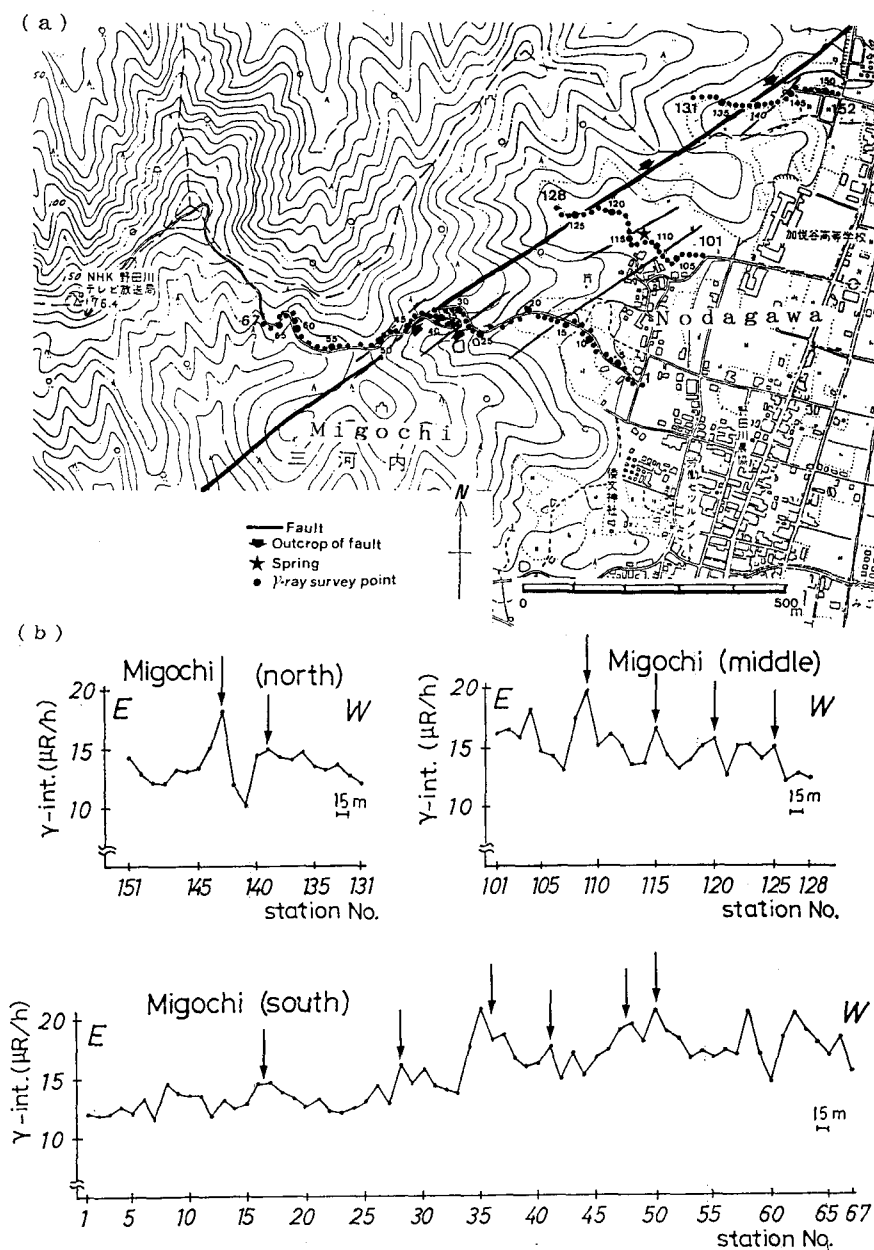 (a)
50
100
131
135
140
145
150
152
128
125
120
115
110
105
101
加悦谷高等学校
50 NHK 野田川
テレビ放送局
176.4
67
65
60
55
50
45
40
30
25
20
15
10
1
Nodagawa
Migochi
三河内
N
Fault
Outcrop of fault
Spring
γ-ray survey point
0 500
m
(b)
Migochi (north)
E W
γ-int. (μR/h)
20
15
10
15m
151 145 140 135 131
station No.
Migochi (middle)
E W
γ-int. (μR/h)
20
15
10
15m
101 105 110 115 120 125 128
station No.
Migochi (south)
E W
γ-int. (μR/h)
20
15
10
15m
1 5 10 15 20 25 30 35 40 45 50 55 60 65 67
station No.